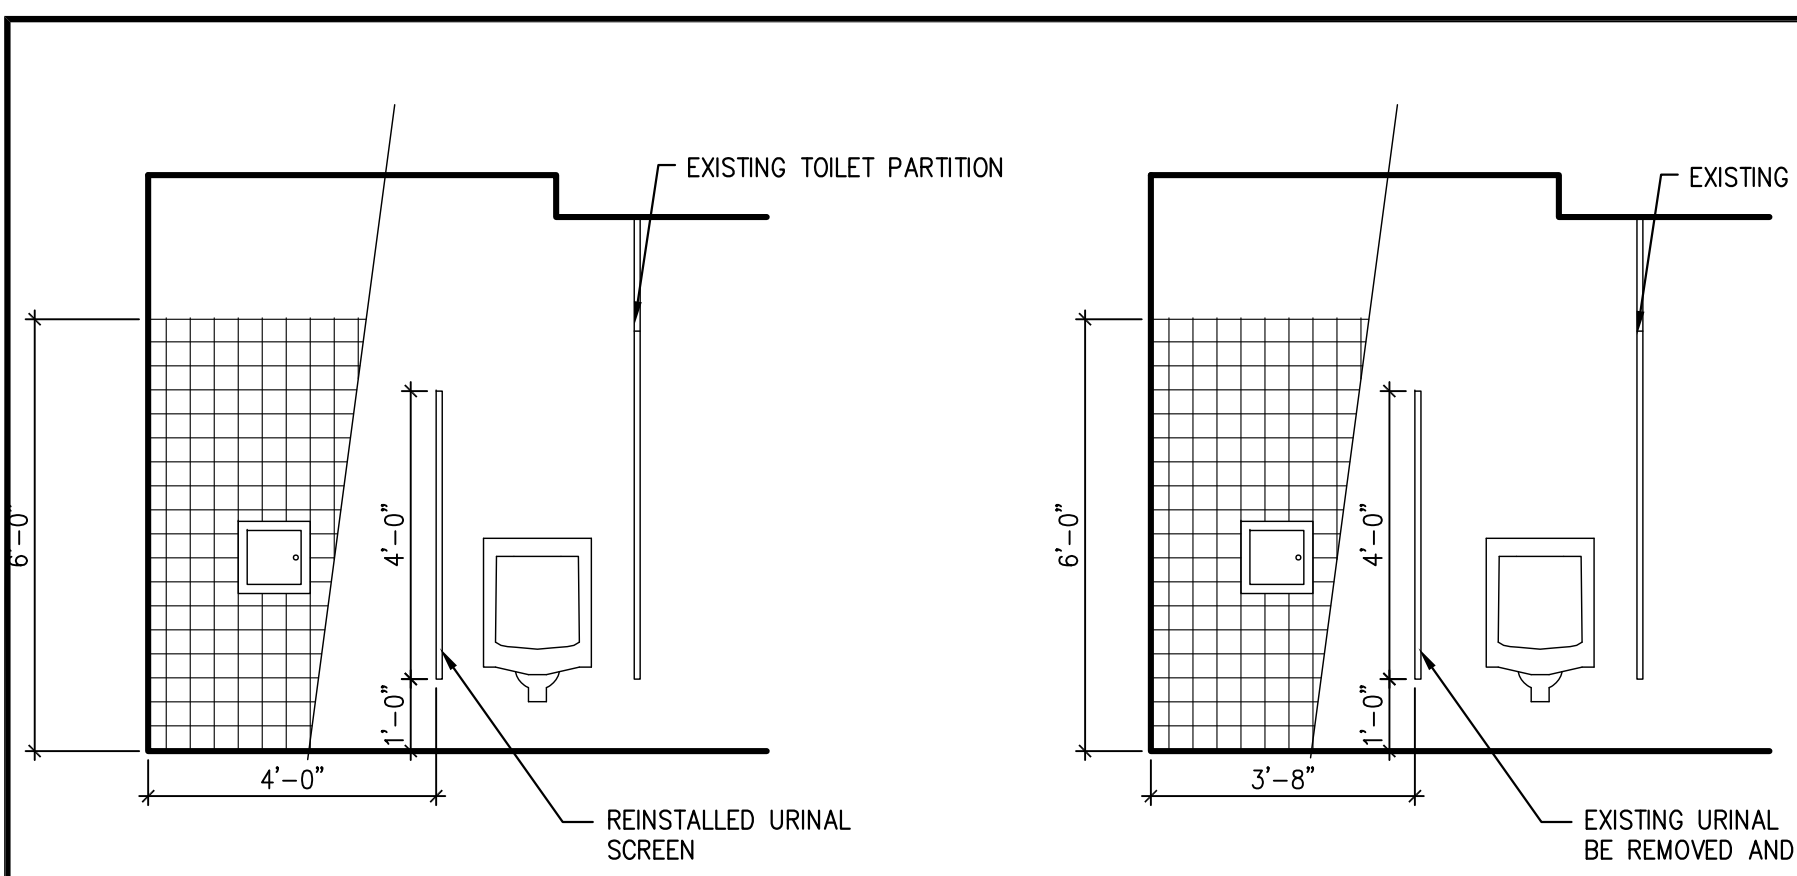 EXISTING TOILET PARTITION
EXISTING
6'-0"
4'-0"
1'-0"
4'-0"
REINSTALLED URINAL
SCREEN
6'-0"
4'-0"
1'-0"
3'-8"
EXISTING URINAL
BE REMOVED AND